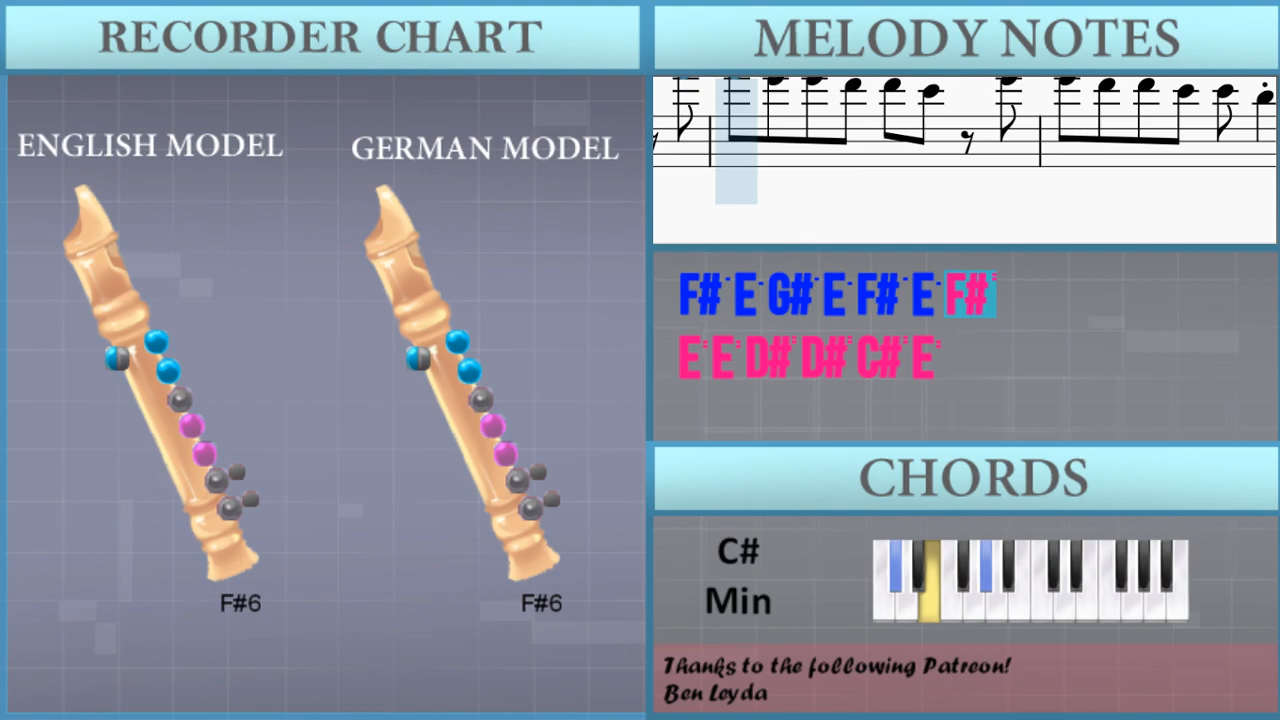 RECORDER CHART
ENGLISH MODEL
GERMAN MODEL
F#6
F#6
MELODY NOTES
F#· E· G#· E· F#· E· F#:
E: E: D#: D#: C#: E:
CHORDS
C#
Min
Thanks to the following Patreon!
Ben Leyda